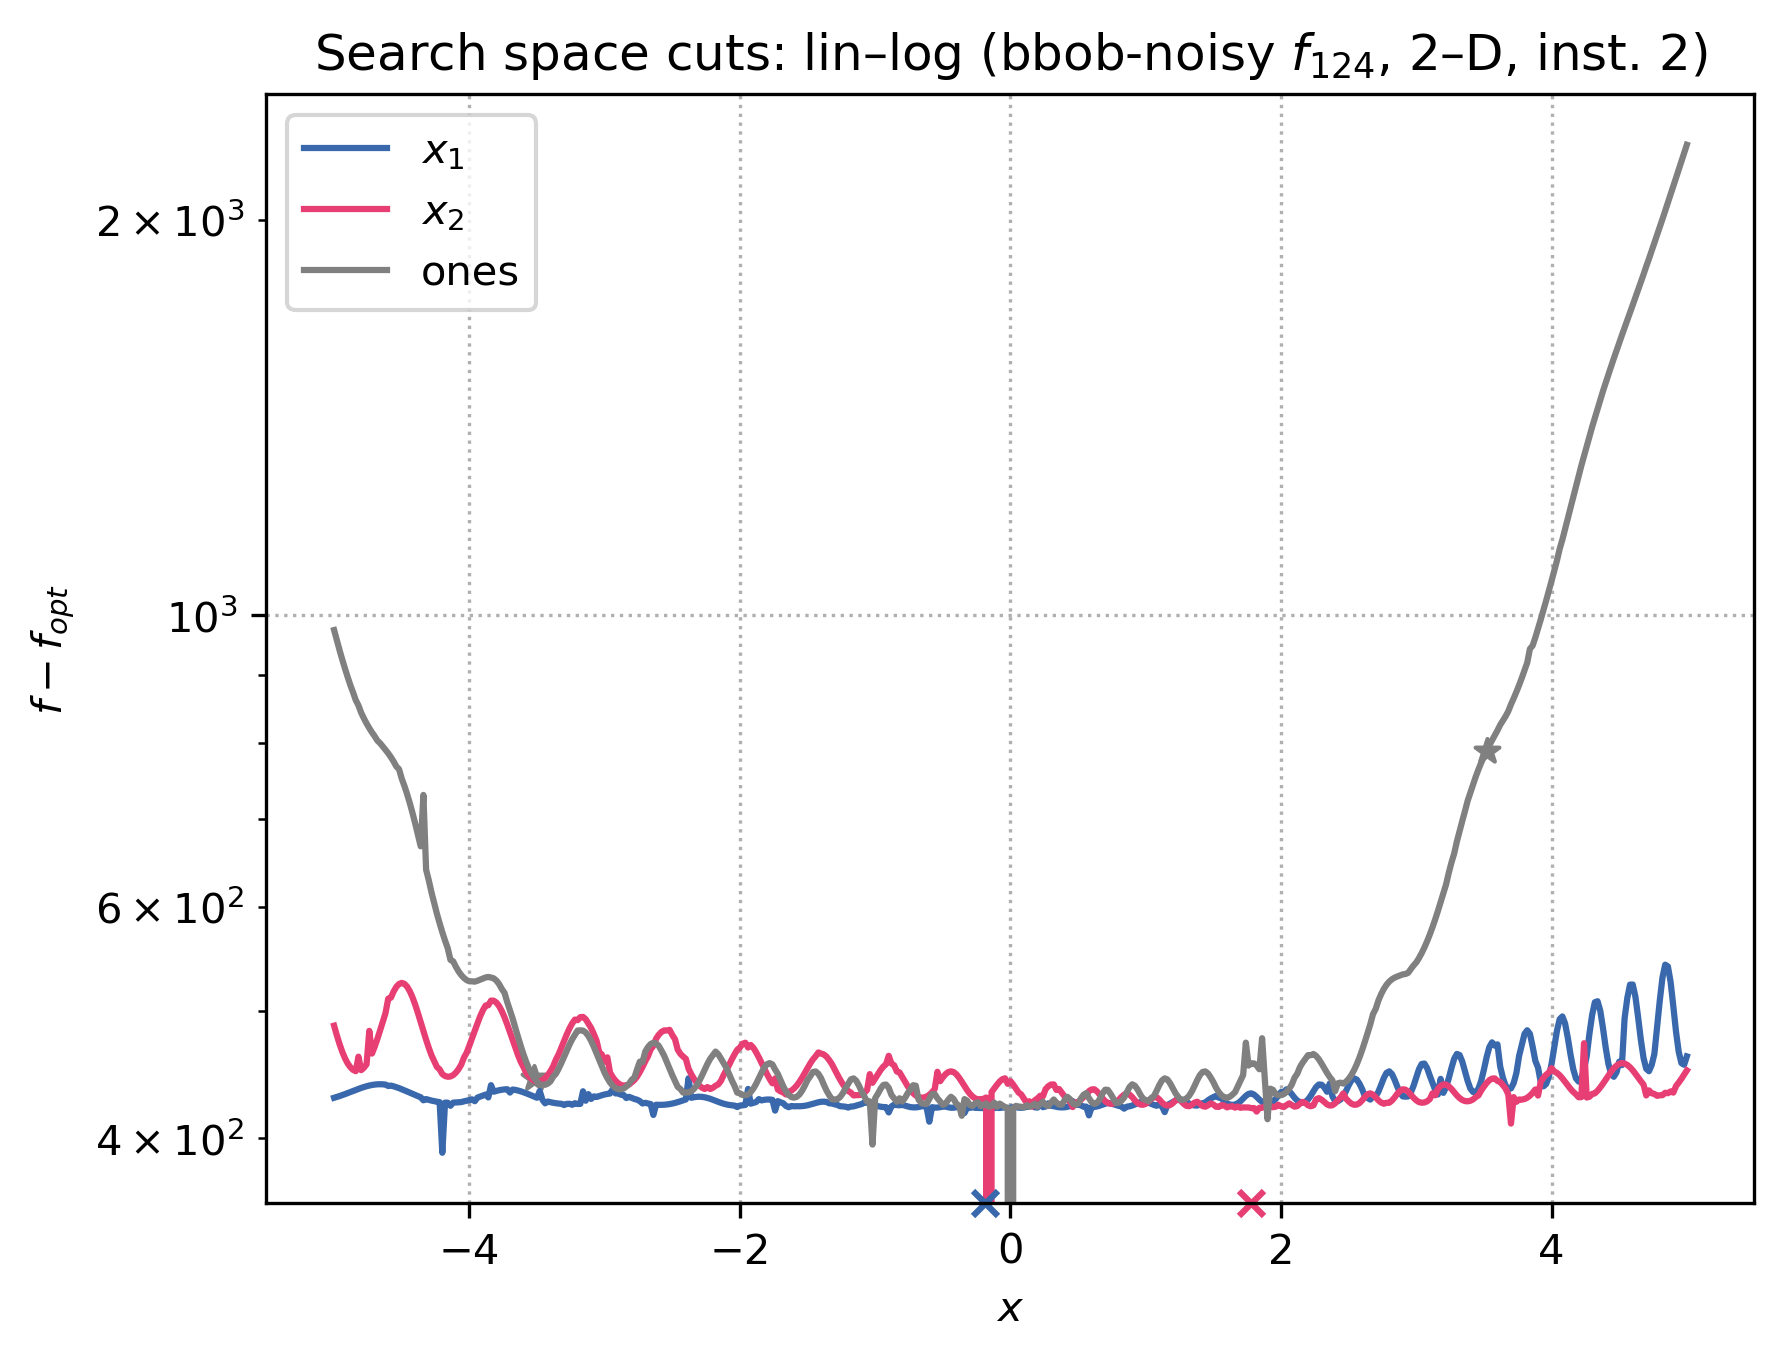 Search space cuts: lin–log (bbob-noisy f₁₂₄, 2–D, inst. 2)
x₁
x₂
ones
2 × 10³
10³
6 × 10²
4 × 10²
f − f_opt
−4 −2 0 2 4
x